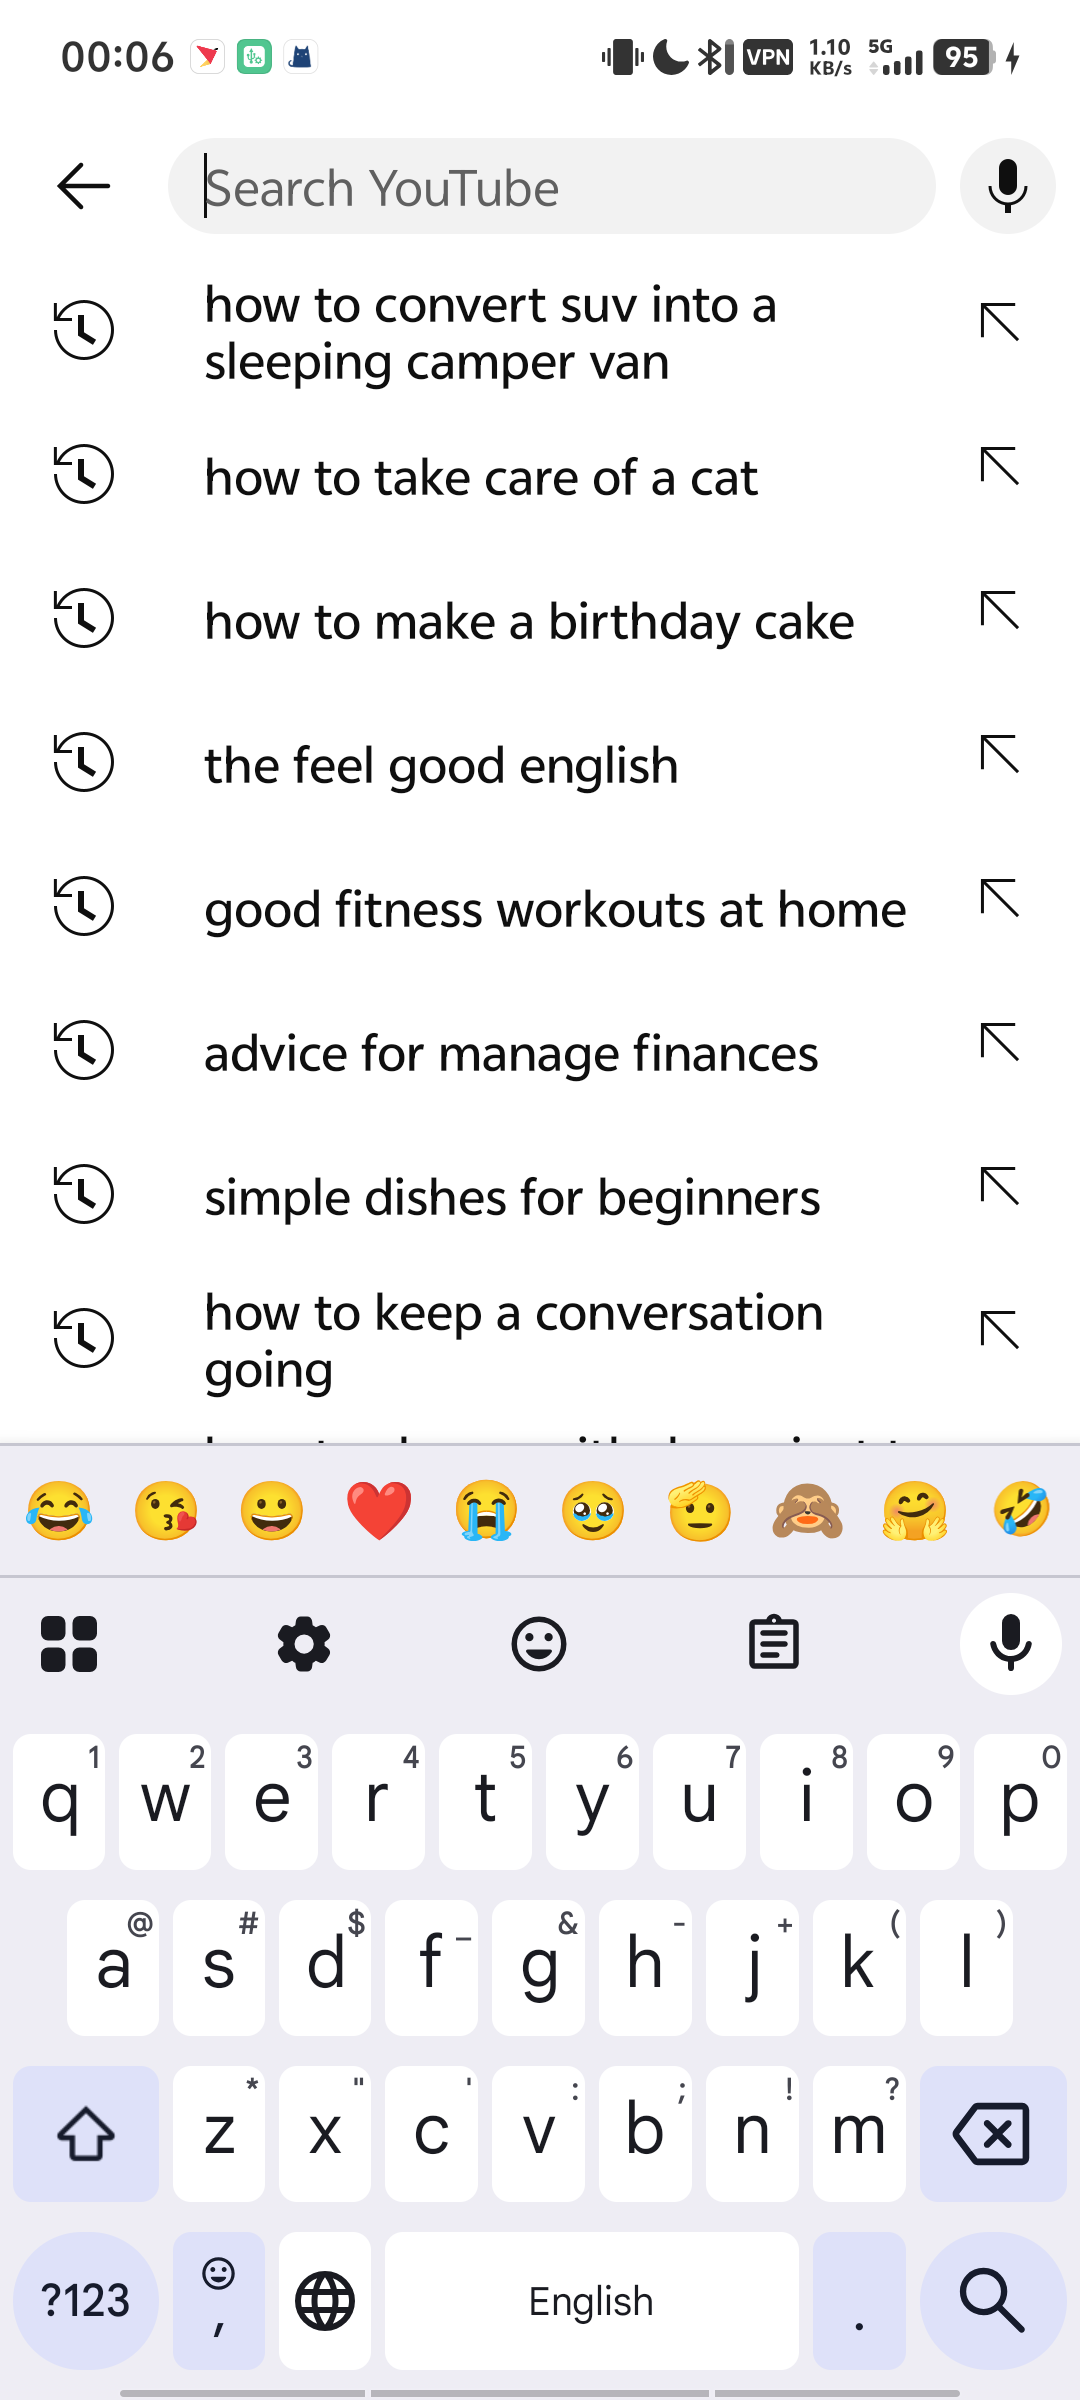 00:06
VPN
1.10
KB/s
5G
95
Search YouTube
how to convert suv into a
sleeping camper van
how to take care of a cat
how to make a birthday cake
the feel good english
good fitness workouts at home
advice for manage finances
simple dishes for beginners
how to keep a conversation
going
1 2 3 4 5 6 7 8 9 0
q w e r t y u i o p
@ # $ _ & - + ( )
a s d f g h j k l
* " ' : ; ! ?
z x c v b n m
?123 , English .